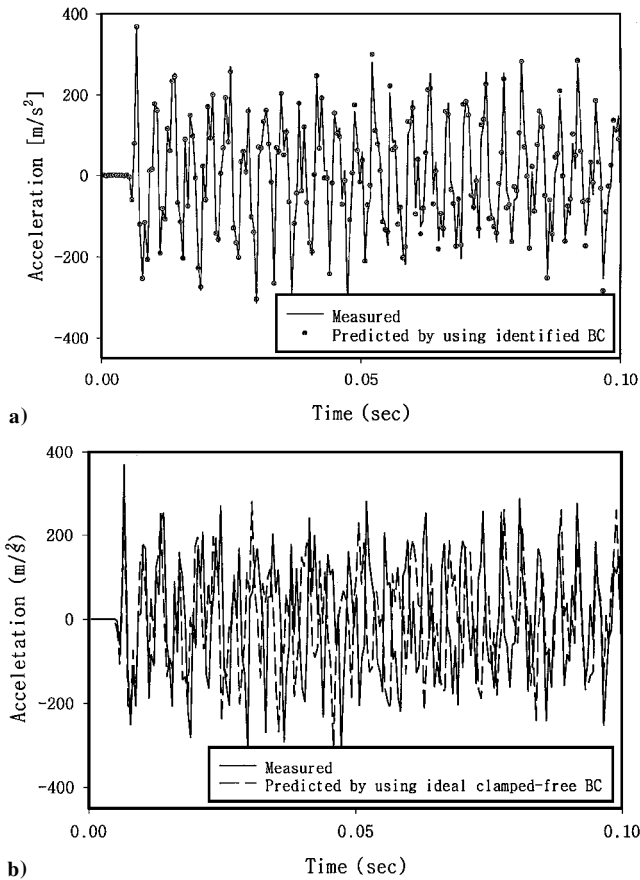 400
200
0
-200
-400
Acceleration [m/s²]
Measured
Predicted by using identified BC
0.00
0.05
0.10
Time (sec)
a)
400
200
0
-200
-400
Acceletation (m/s²)
Measured
Predicted by using ideal clamped-free BC
0.00
0.05
0.10
Time (sec)
b)